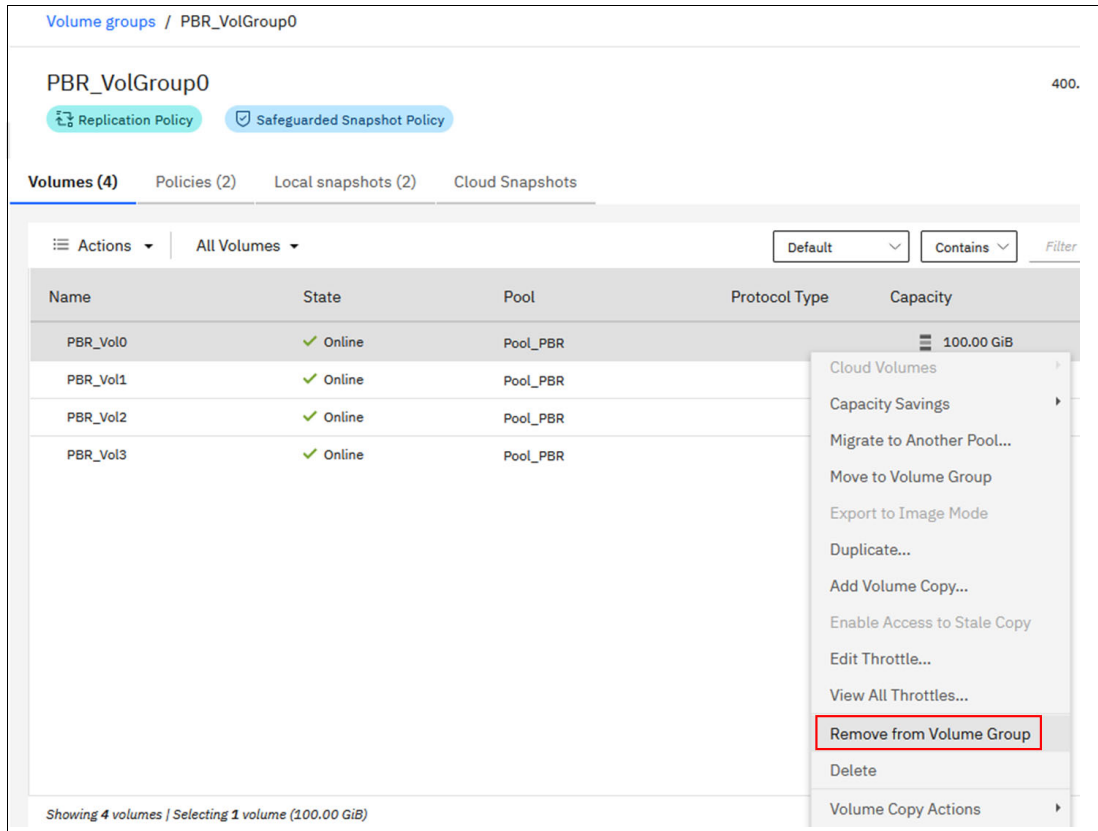 Volume groups / PBR_VolGroup0
PBR_VolGroup0
400.
Replication Policy
Safeguarded Snapshot Policy
Volumes (4) Policies (2) Local snapshots (2) Cloud Snapshots
Actions All Volumes Default Contains Filter
Name State Pool Protocol Type Capacity
PBR_Vol0 Online Pool_PBR 100.00 GiB
PBR_Vol1 Online Pool_PBR
PBR_Vol2 Online Pool_PBR
PBR_Vol3 Online Pool_PBR
Cloud Volumes
Capacity Savings
Migrate to Another Pool...
Move to Volume Group
Export to Image Mode
Duplicate...
Add Volume Copy...
Enable Access to Stale Copy
Edit Throttle...
View All Throttles...
Remove from Volume Group
Delete
Volume Copy Actions
Showing 4 volumes | Selecting 1 volume (100.00 GiB)